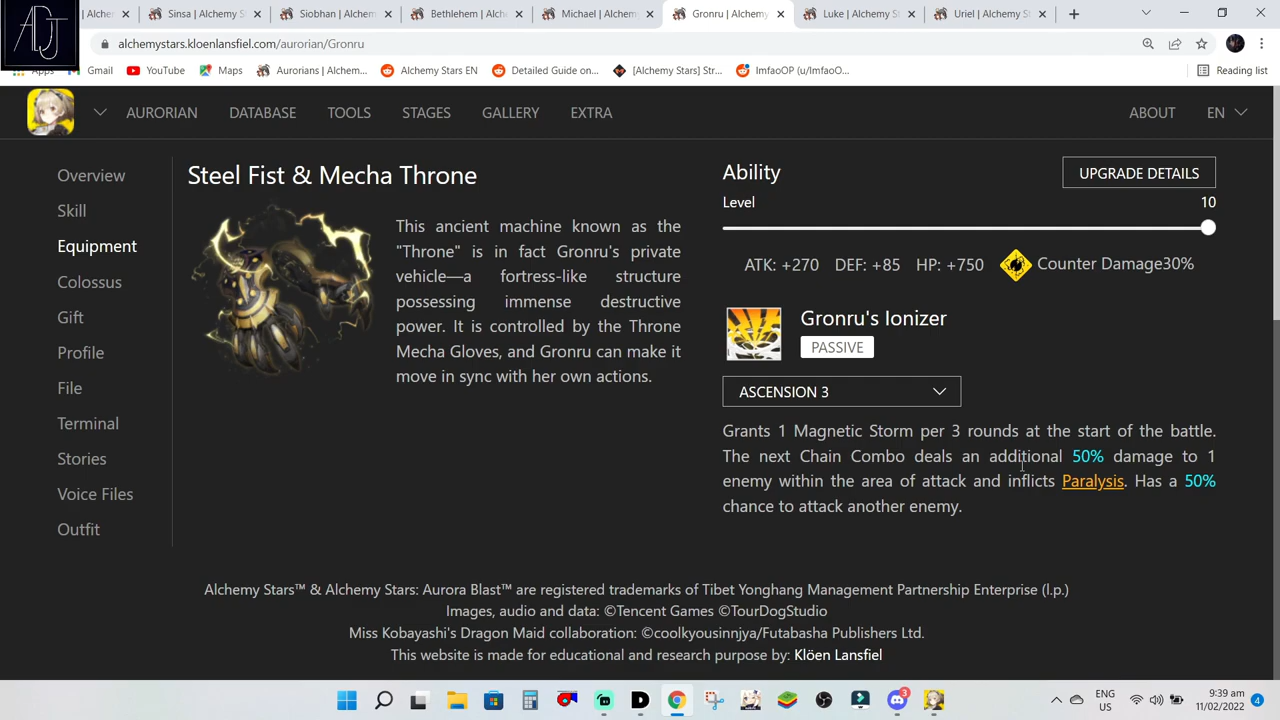 Alchemy Star
Sinsa | Alchemy St
Siobhan | Alchemy
Bethlehem | Alchem
Michael | Alchemy
Gronru | Alchemy
Luke | Alchemy St
Uriel | Alchemy S
ADJ
alchemystars.kloenlansfiel.com/aurorian/Gronru
Apps
Gmail
YouTube
Maps
Aurorians | Alchem...
Alchemy Stars EN
Detailed Guide on...
[Alchemy Stars] Str...
ImfaoOP (u/ImfaoO...
Reading list
AURORIAN
DATABASE
TOOLS
STAGES
GALLERY
EXTRA
ABOUT
EN
Overview
Skill
Equipment
Colossus
Gift
Profile
File
Terminal
Stories
Voice Files
Outfit
Steel Fist & Mecha Throne
This ancient machine known as the
"Throne" is in fact Gronru's private
vehicle—a fortress-like structure
possessing immense destructive
power. It is controlled by the Throne
Mecha Gloves, and Gronru can make it
move in sync with her own actions.
Ability
UPGRADE DETAILS
Level
10
ATK: +270 DEF: +85 HP: +750 Counter Damage30%
Gronru's Ionizer
PASSIVE
ASCENSION 3
Grants 1 Magnetic Storm per 3 rounds at the start of the battle.
The next Chain Combo deals an additional 50% damage to 1
enemy within the area of attack and inflicts Paralysis. Has a 50%
chance to attack another enemy.
Alchemy Stars™ & Alchemy Stars: Aurora Blast™ are registered trademarks of Tibet Yonghang Management Partnership Enterprise (l.p.)
Images, audio and data: ©Tencent Games ©TourDogStudio
Miss Kobayashi's Dragon Maid collaboration: ©coolkyousinnjya/Futabasha Publishers Ltd.
This website is made for educational and research purpose by: Klöen Lansfiel
3
ENG
US
9:39 am
11/02/2022
4